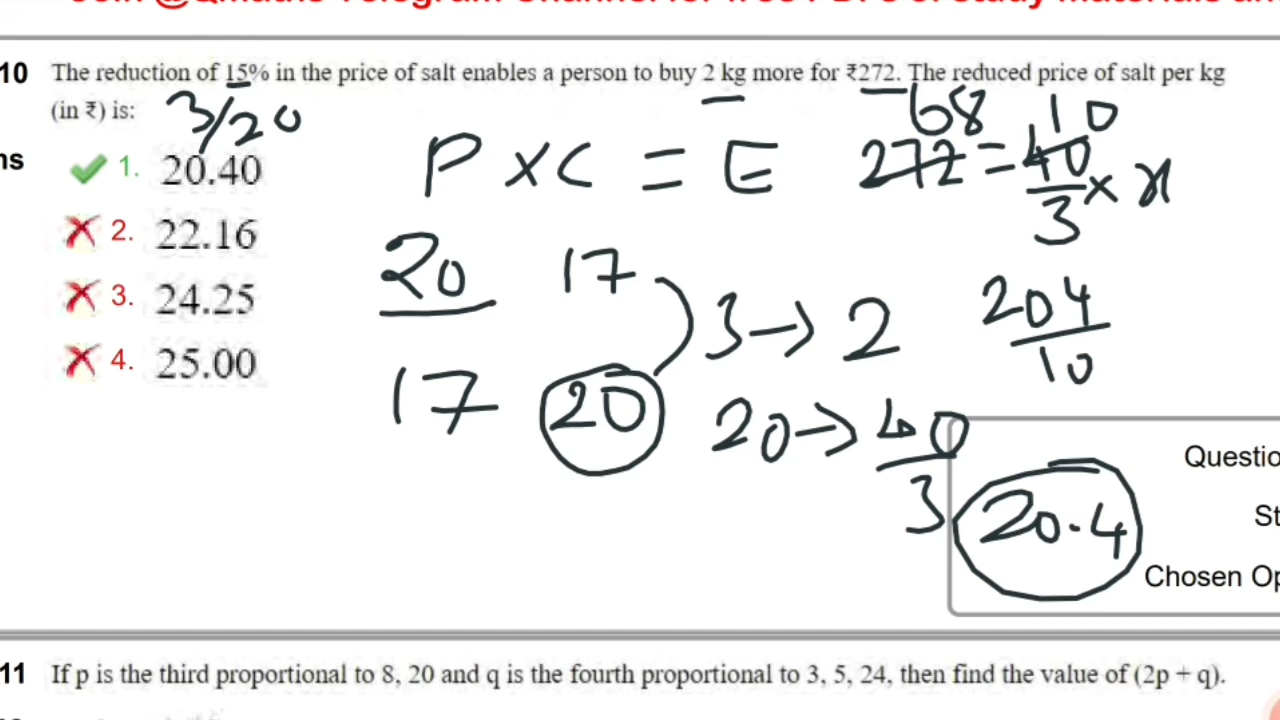 10 The reduction of 15% in the price of salt enables a person to buy 2 kg more for ₹272. The reduced price of salt per kg
(in ₹) is:
3/20
ns
1. 20.40
2. 22.16
3. 24.25
4. 25.00
P × C = E
20 17
17 20
3 → 2
20 → 40/3
68 10
272 = 40/3 × x
204/10
20.4
Questio
St
Chosen Op
11 If p is the third proportional to 8, 20 and q is the fourth proportional to 3, 5, 24, then find the value of (2p + q).